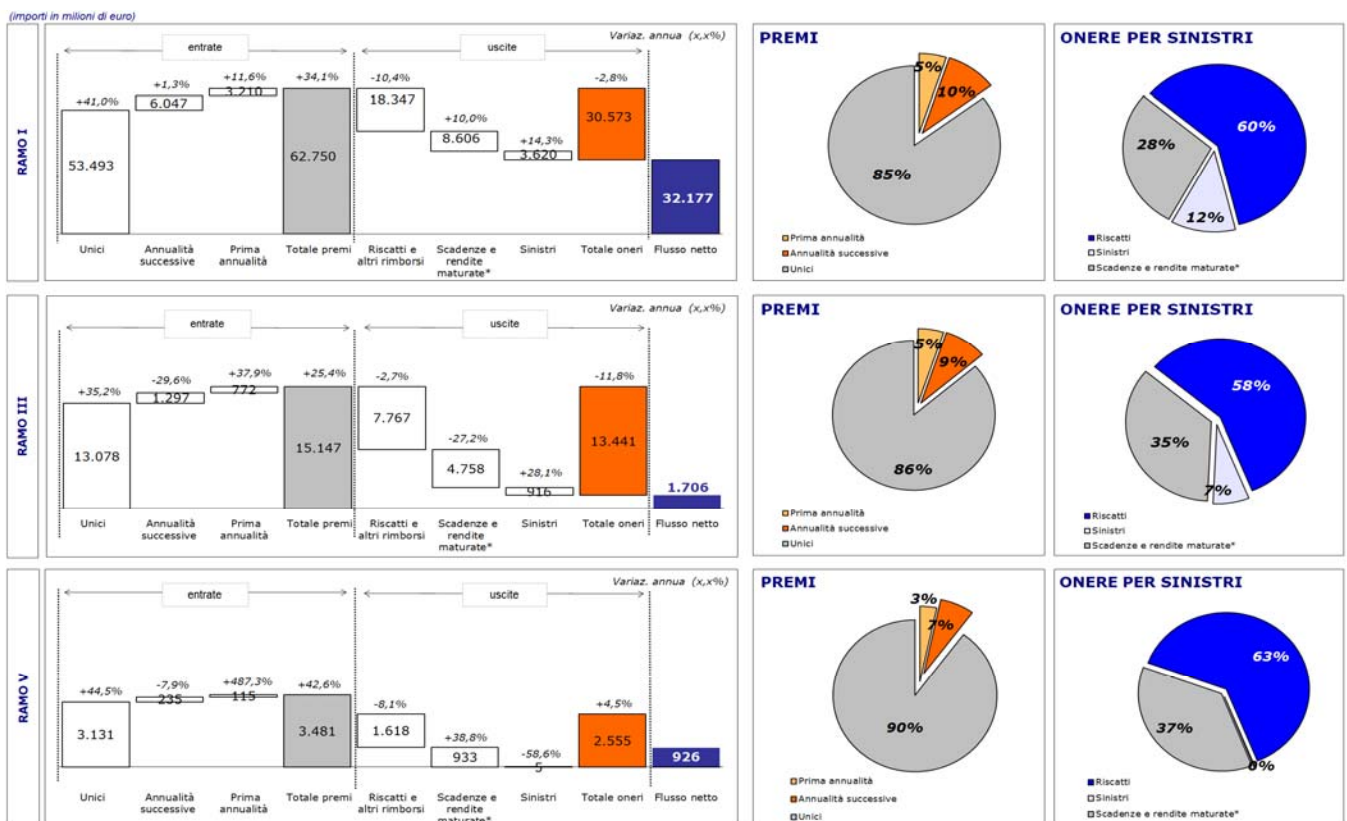 (importi in milioni di euro)
RAMO I
Variaz. annua (x,x%)
entrate
uscite
+41,0%
+1,3%
+11,6%
+34,1%
-10,4%
+10,0%
+14,3%
-2,8%
53.493
6.047
3.210
62.750
18.347
8.606
3.620
30.573
32.177
Unici
Annualità successive
Prima annualità
Totale premi
Riscatti e altri rimborsi
Scadenze e rendite maturate*
Sinistri
Totale oneri
Flusso netto
PREMI
5%
10%
85%
Prima annualità
Annualità successive
Unici
ONERE PER SINISTRI
60%
28%
12%
Riscatti
Sinistri
Scadenze e rendite maturate*
RAMO III
Variaz. annua (x,x%)
entrate
uscite
+35,2%
-29,6%
+37,9%
+25,4%
-2,7%
-27,2%
+28,1%
-11,8%
13.078
1.297
772
15.147
7.767
4.758
916
13.441
1.706
Unici
Annualità successive
Prima annualità
Totale premi
Riscatti e altri rimborsi
Scadenze e rendite maturate*
Sinistri
Totale oneri
Flusso netto
PREMI
5%
9%
86%
Prima annualità
Annualità successive
Unici
ONERE PER SINISTRI
58%
35%
7%
Riscatti
Sinistri
Scadenze e rendite maturate*
RAMO V
Variaz. annua (x,x%)
entrate
uscite
+44,5%
-7,9%
+487,3%
+42,6%
-8,1%
+38,8%
-58,6%
+4,5%
3.131
235
115
3.481
1.618
933
5
2.555
926
Unici
Annualità successive
Prima annualità
Totale premi
Riscatti e altri rimborsi
Scadenze e rendite maturate*
Sinistri
Totale oneri
Flusso netto
PREMI
3%
7%
90%
Prima annualità
Annualità successive
Unici
ONERE PER SINISTRI
63%
37%
0%
Riscatti
Sinistri
Scadenze e rendite maturate*